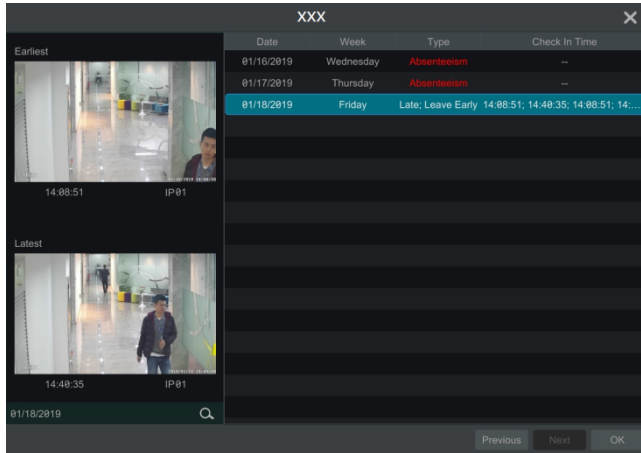 XXX
Earliest
14:08:51 IP01
Latest
14:40:35 IP01
01/18/2019
Date Week Type Check In Time
01/16/2019 Wednesday Absenteeism --
01/17/2019 Thursday Absenteeism --
01/18/2019 Friday Late; Leave Early 14:08:51; 14:40:35; 14:08:51; 14:...
Previous Next OK